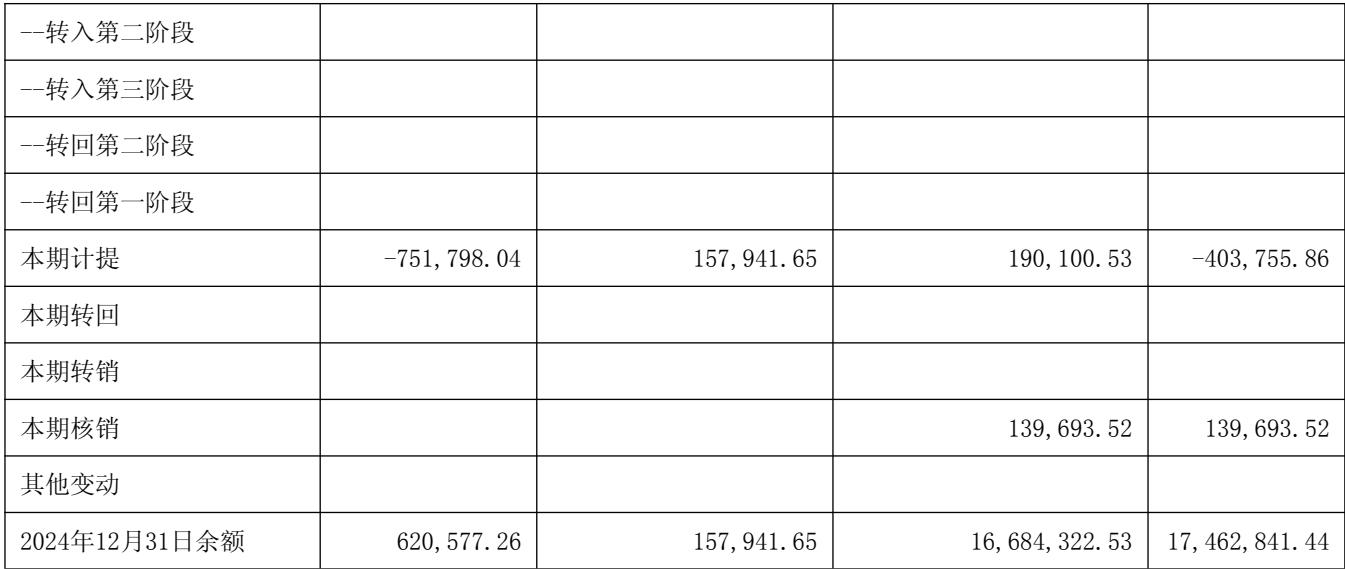 --转入第二阶段
--转入第三阶段
--转回第二阶段
--转回第一阶段
本期计提 -751,798.04 157,941.65 190,100.53 -403,755.86
本期转回
本期转销
本期核销 139,693.52 139,693.52
其他变动
2024年12月31日余额 620,577.26 157,941.65 16,684,322.53 17,462,841.44